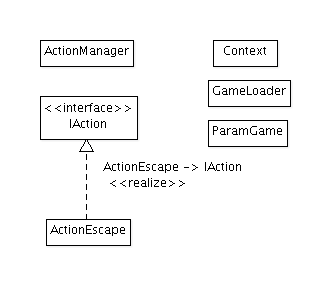 ActionManager
Context
GameLoader
<<interface>>
IAction
ParamGame
ActionEscape -> IAction
<<realize>>
ActionEscape